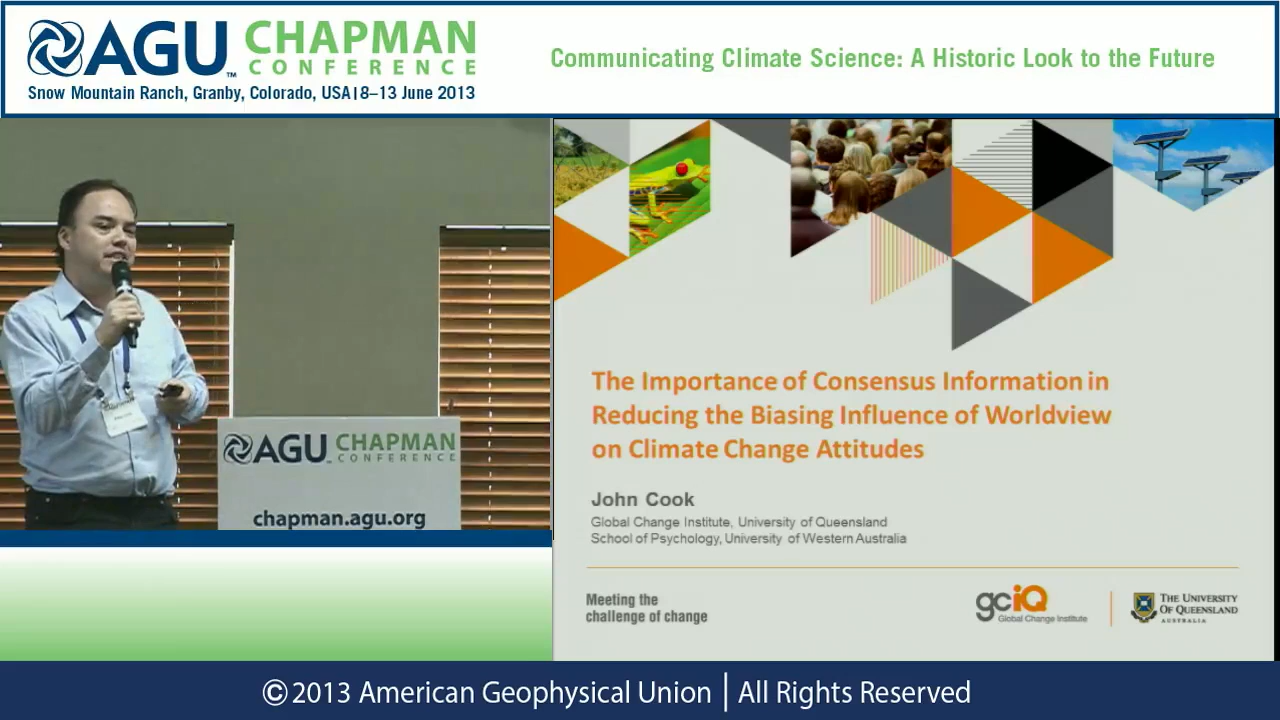 AGU CHAPMAN
CONFERENCE
™
Snow Mountain Ranch, Granby, Colorado, USA|8–13 June 2013
Communicating Climate Science: A Historic Look to the Future
AGU CHAPMAN
CONFERENCE
chapman.agu.org
The Importance of Consensus Information in
Reducing the Biasing Influence of Worldview
on Climate Change Attitudes
John Cook
Global Change Institute, University of Queensland
School of Psychology, University of Western Australia
Meeting the
challenge of change
gciQ
Global Change Institute
THE UNIVERSITY
OF QUEENSLAND
AUSTRALIA
©2013 American Geophysical Union | All Rights Reserved